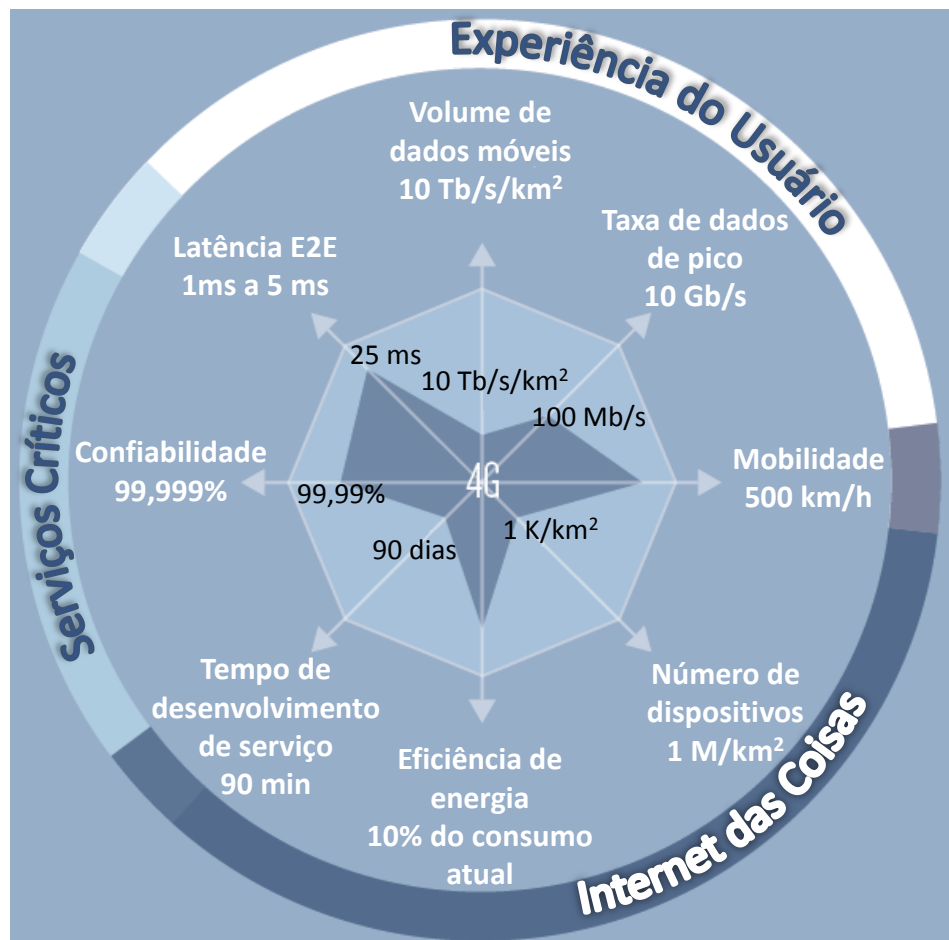 Experiência do Usuário
Volume de
dados móveis
10 Tb/s/km²
Taxa de dados
de pico
10 Gb/s
Latência E2E
1ms a 5 ms
25 ms
10 Tb/s/km²
100 Mb/s
Serviços Críticos
Confiabilidade
99,999%
99,99%
4G
Mobilidade
500 km/h
90 dias
1 K/km²
Tempo de
desenvolvimento
de serviço
90 min
Número de
dispositivos
1 M/km²
Eficiência de
energia
10% do consumo
atual
Internet das Coisas